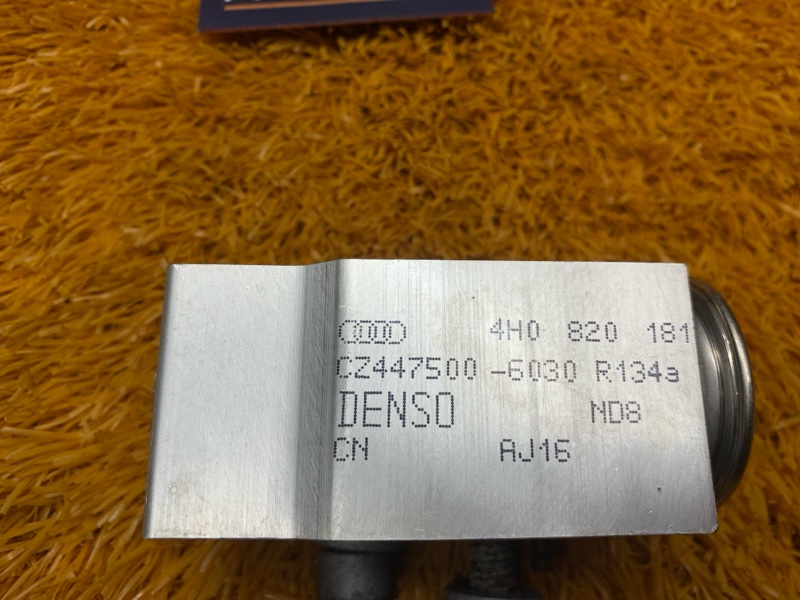 4H0 820 181
CZ447500-6030 R134a
DENSO ND8
CN AJ16